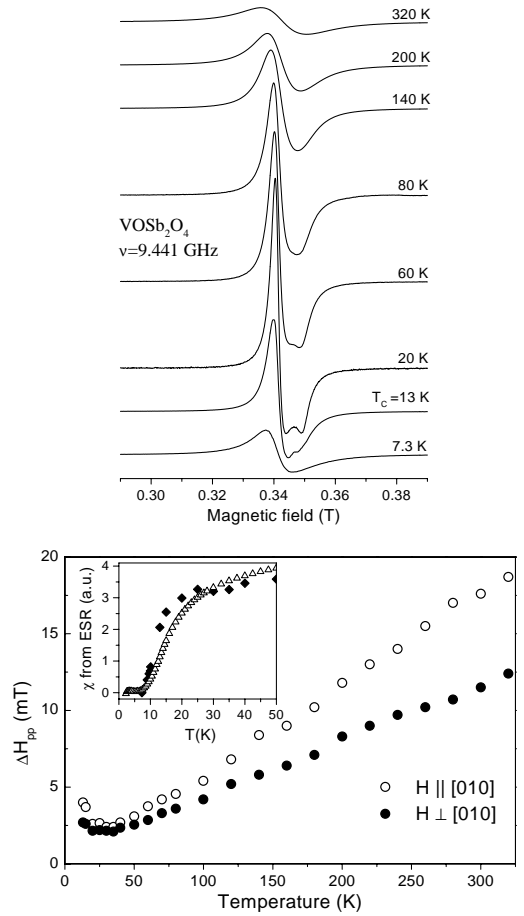 320 K
200 K
140 K
80 K
VOSb₂O₄
ν=9.441 GHz
60 K
20 K
T_C =13 K
7.3 K
0.30 0.32 0.34 0.36 0.38
Magnetic field (T)
20
15
10
5
0
ΔH_pp (mT)
4
3
2
1
0
χ from ESR (a.u.)
0 10 20 30 40 50
T(K)
H || [010]
H ⊥ [010]
0 50 100 150 200 250 300
Temperature (K)